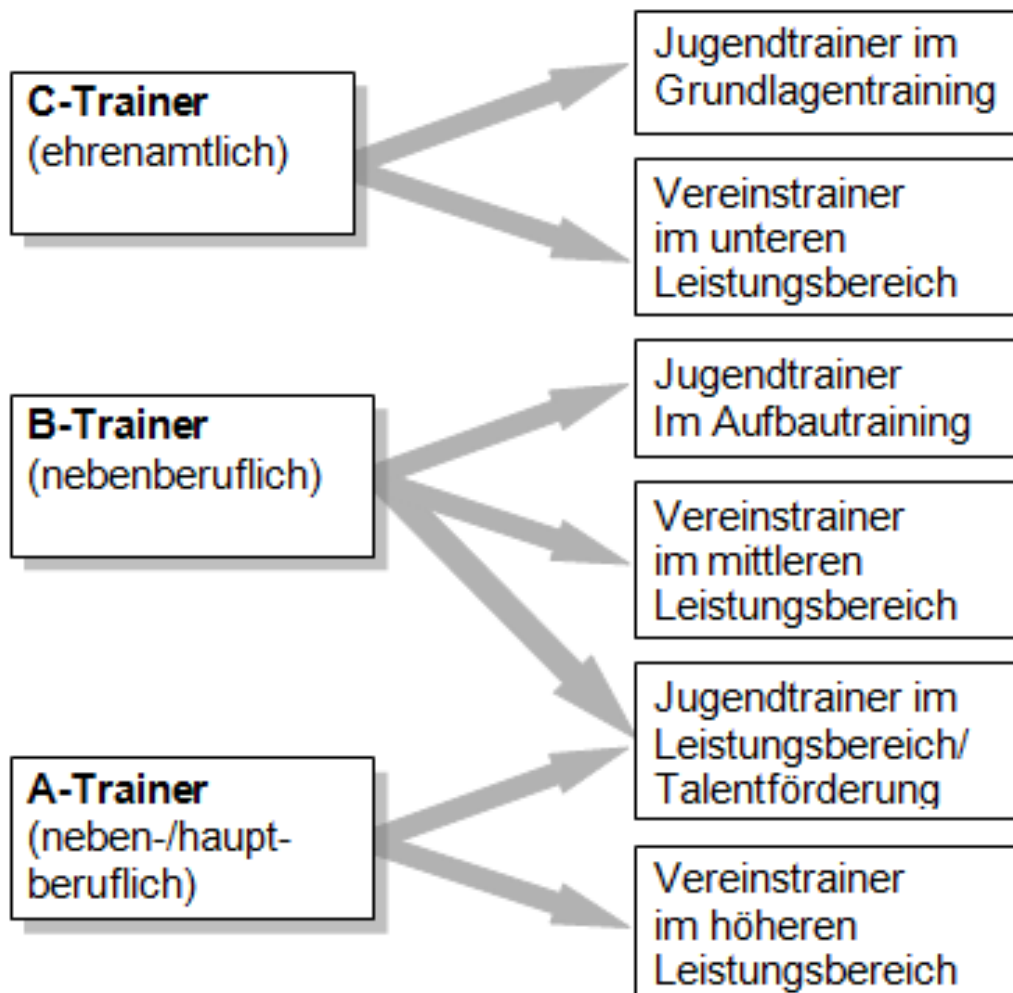 C-Trainer
(ehrenamtlich)
Jugendtrainer im
Grundlagentraining
Vereinstrainer
im unteren
Leistungsbereich
B-Trainer
(nebenberuflich)
Jugendtrainer
Im Aufbautraining
Vereinstrainer
im mittleren
Leistungsbereich
Jugendtrainer im
Leistungsbereich/
Talentförderung
A-Trainer
(neben-/haupt-
beruflich)
Vereinstrainer
im höheren
Leistungsbereich